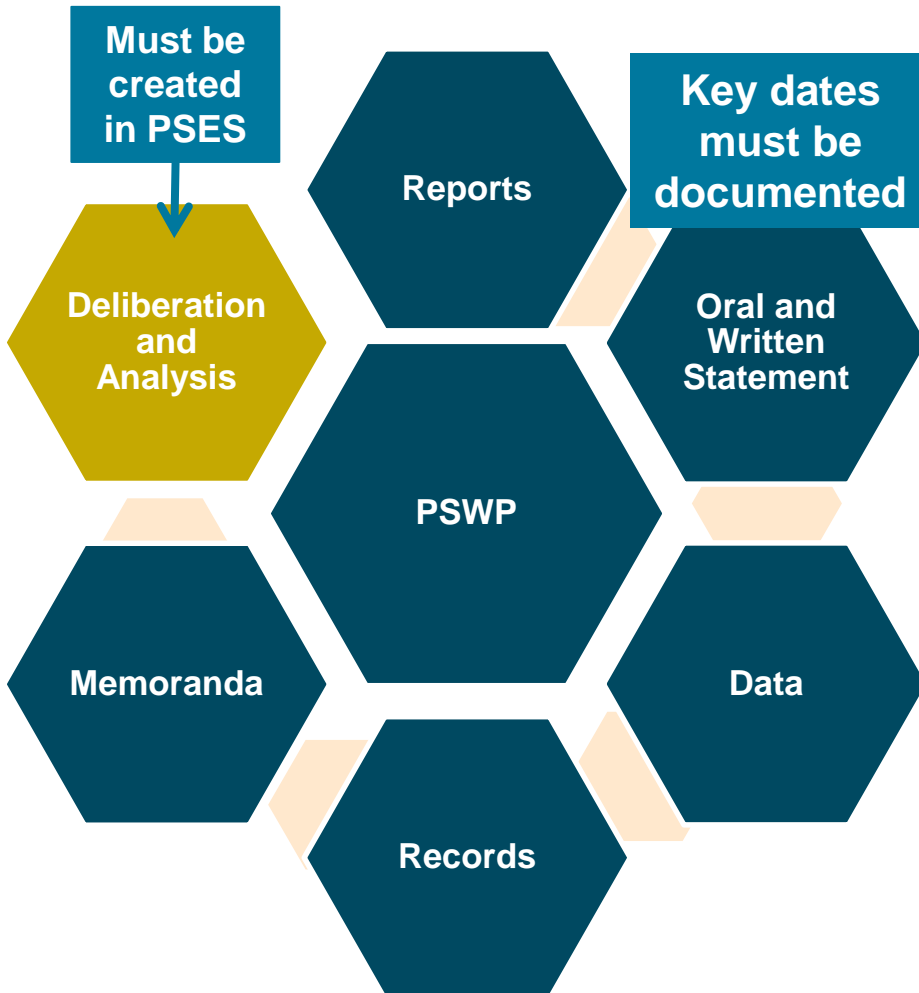 Must be
created
in PSES
Key dates
must be
documented
Reports
Deliberation
and
Analysis
Oral and
Written
Statement
PSWP
Memoranda
Data
Records